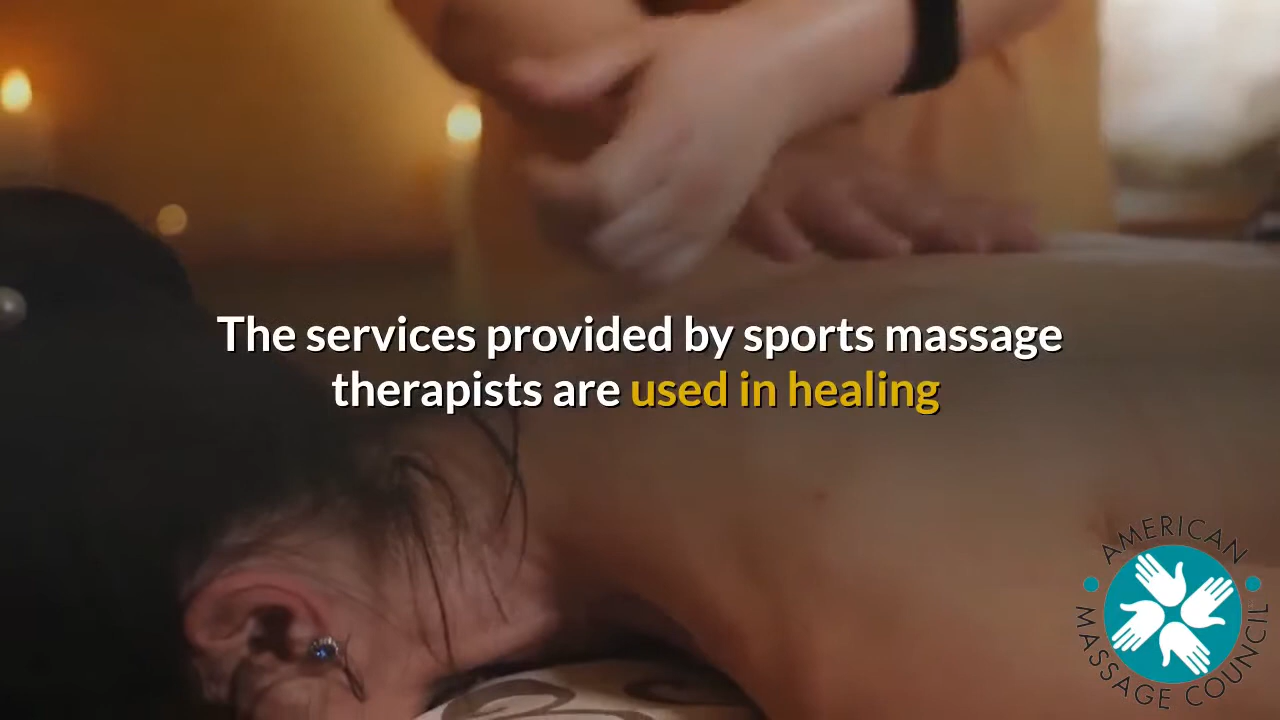 The services provided by sports massage
therapists are used in healing
AMERICAN
MASSAGE COUNCIL